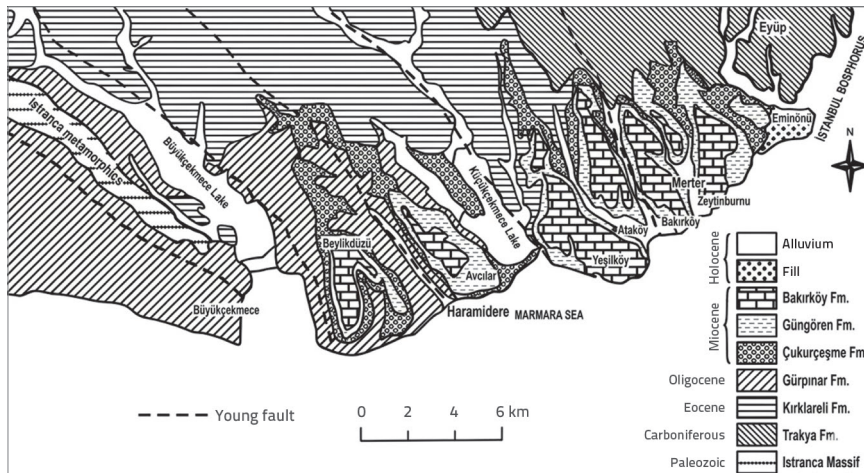 Eyüp
İSTANBUL BOSPHORUS
Eminönü
N
Istranca metamorphics
Büyükçekmece Lake
Küçükçekmece Lake
Merter
Zeytinburnu
Bakırköy
Ataköy
Beylikdüzü
Avcılar
Yeşilköy
Büyükçekmece
Haramidere
MARMARA SEA
Young fault
0 2 4 6 km
Holocene
Alluvium
Fill
Miocene
Bakırköy Fm.
Güngören Fm.
Çukurçeşme Fm.
Oligocene Gürpınar Fm.
Eocene Kırklareli Fm.
Carboniferous Trakya Fm.
Paleozoic Istranca Massif